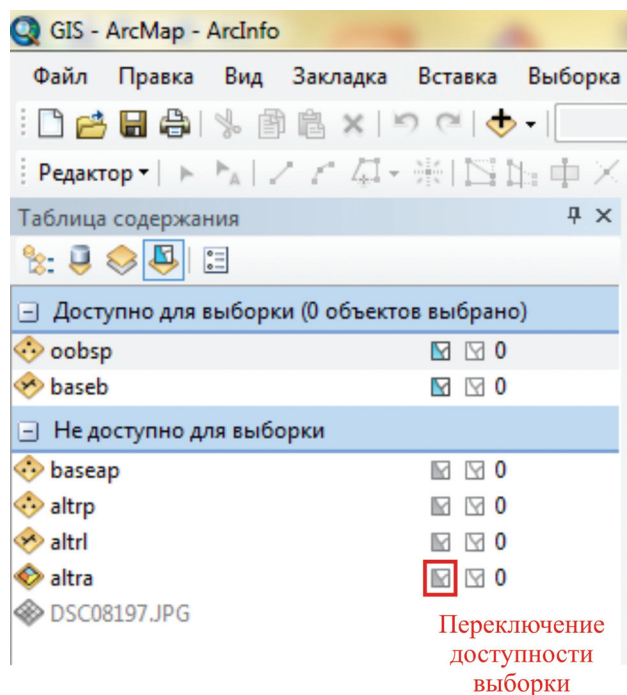 GIS - ArcMap - ArcInfo
Файл Правка Вид Закладка Вставка Выборка
Редактор
Таблица содержания
Доступно для выборки (0 объектов выбрано)
oobsp 0
baseb 0
Не доступно для выборки
baseap 0
altrp 0
altrl 0
altra 0
DSC08197.JPG
Переключение
доступности
выборки